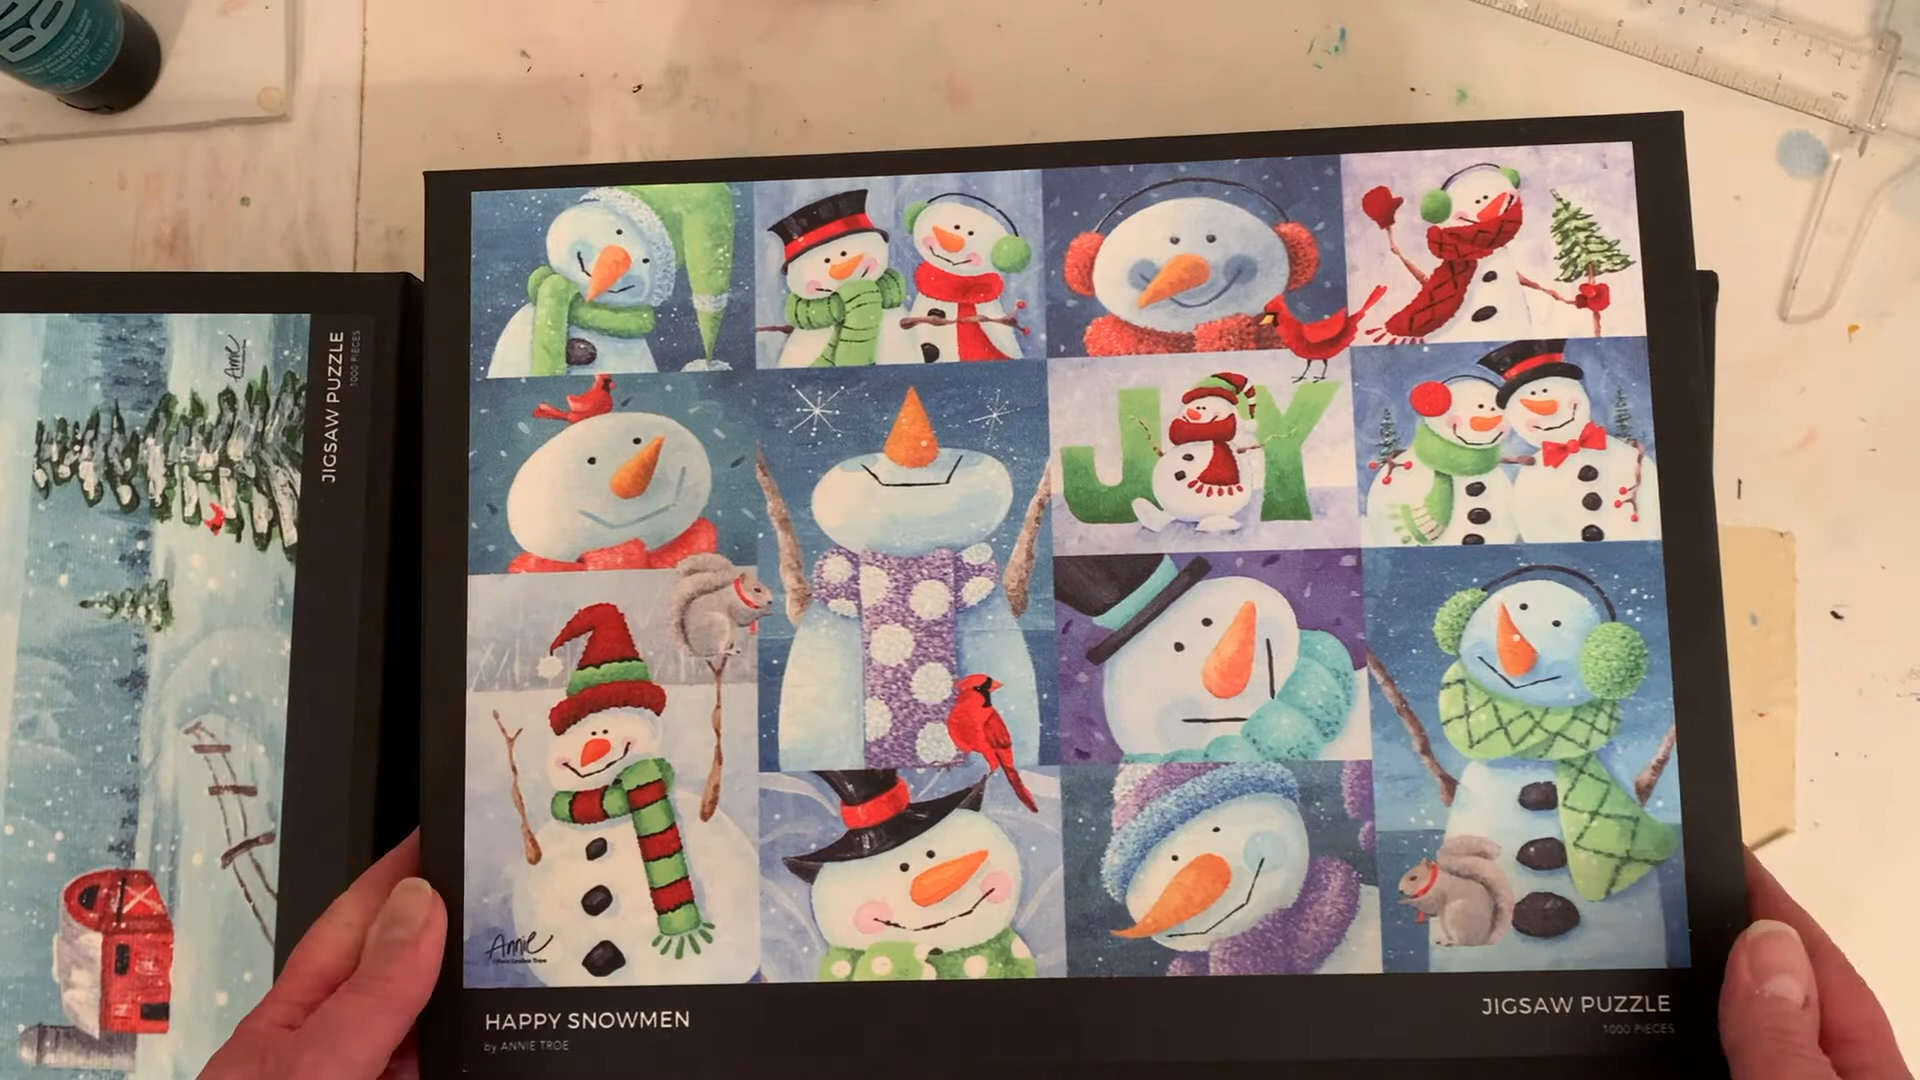 JOY
Annie
HAPPY SNOWMEN
by ANNIE TROE
JIGSAW PUZZLE
1000 PIECES
Annie
JIGSAW PUZZLE
1000 PIECES